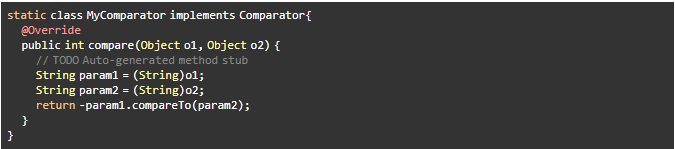 static class MyComparator implements Comparator{
  @Override
  public int compare(Object o1, Object o2) {
    // TODO Auto-generated method stub
    String param1 = (String)o1;
    String param2 = (String)o2;
    return -param1.compareTo(param2);
  }
}